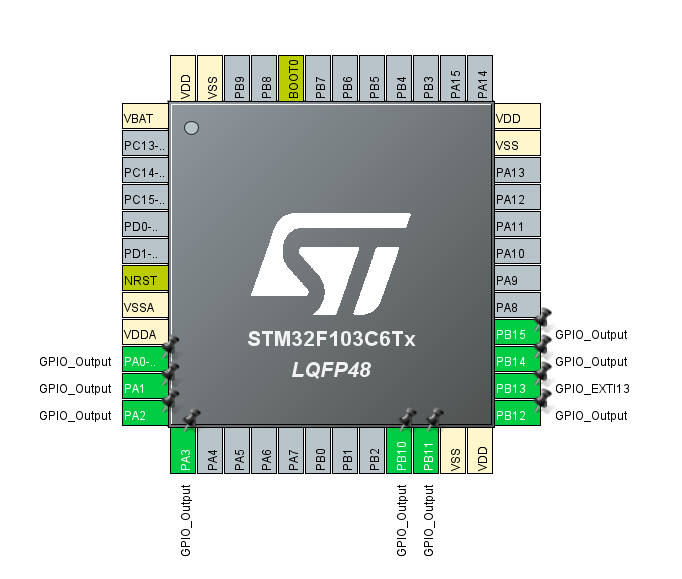 VDD
VSS
PB9
PB8
BOOT0
PB7
PB6
PB5
PB4
PB3
PA15
PA14
VBAT
PC13-..
PC14-..
PC15-..
PD0-..
PD1-..
NRST
VSSA
VDDA
GPIO_Output PA0-..
GPIO_Output PA1
GPIO_Output PA2
ST
STM32F103C6Tx
LQFP48
VDD
VSS
PA13
PA12
PA11
PA10
PA9
PA8
PB15 GPIO_Output
PB14 GPIO_Output
PB13 GPIO_EXTI13
PB12 GPIO_Output
PA3
PA4
PA5
PA6
PA7
PB0
PB1
PB2
PB10
PB11
VSS
VDD
GPIO_Output
GPIO_Output
GPIO_Output